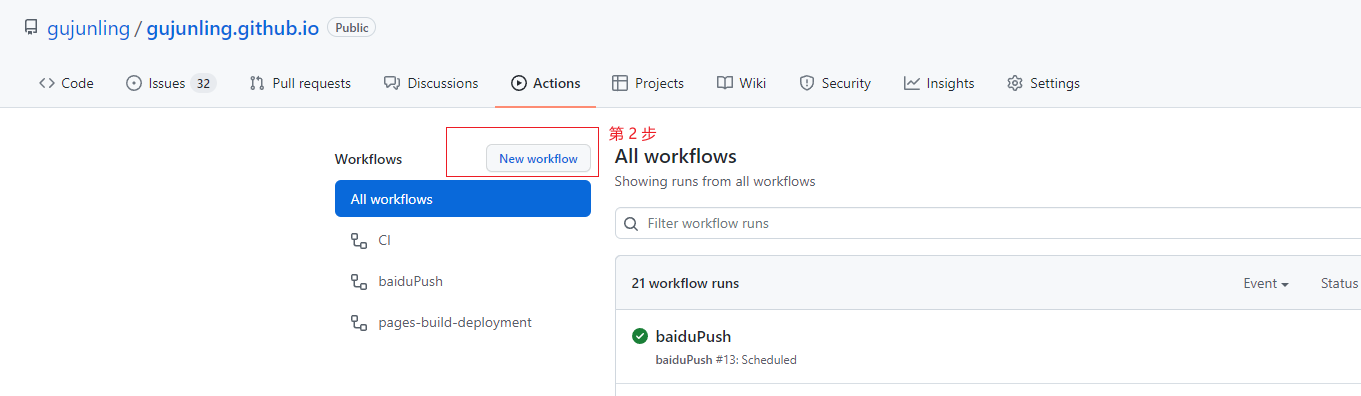 gujunling / gujunling.github.io Public
Code Issues 32 Pull requests Discussions Actions Projects Wiki Security Insights Settings
第 2 步
Workflows New workflow
All workflows
CI
baiduPush
pages-build-deployment
All workflows
Showing runs from all workflows
Filter workflow runs
21 workflow runs Event Status
baiduPush
baiduPush #13: Scheduled